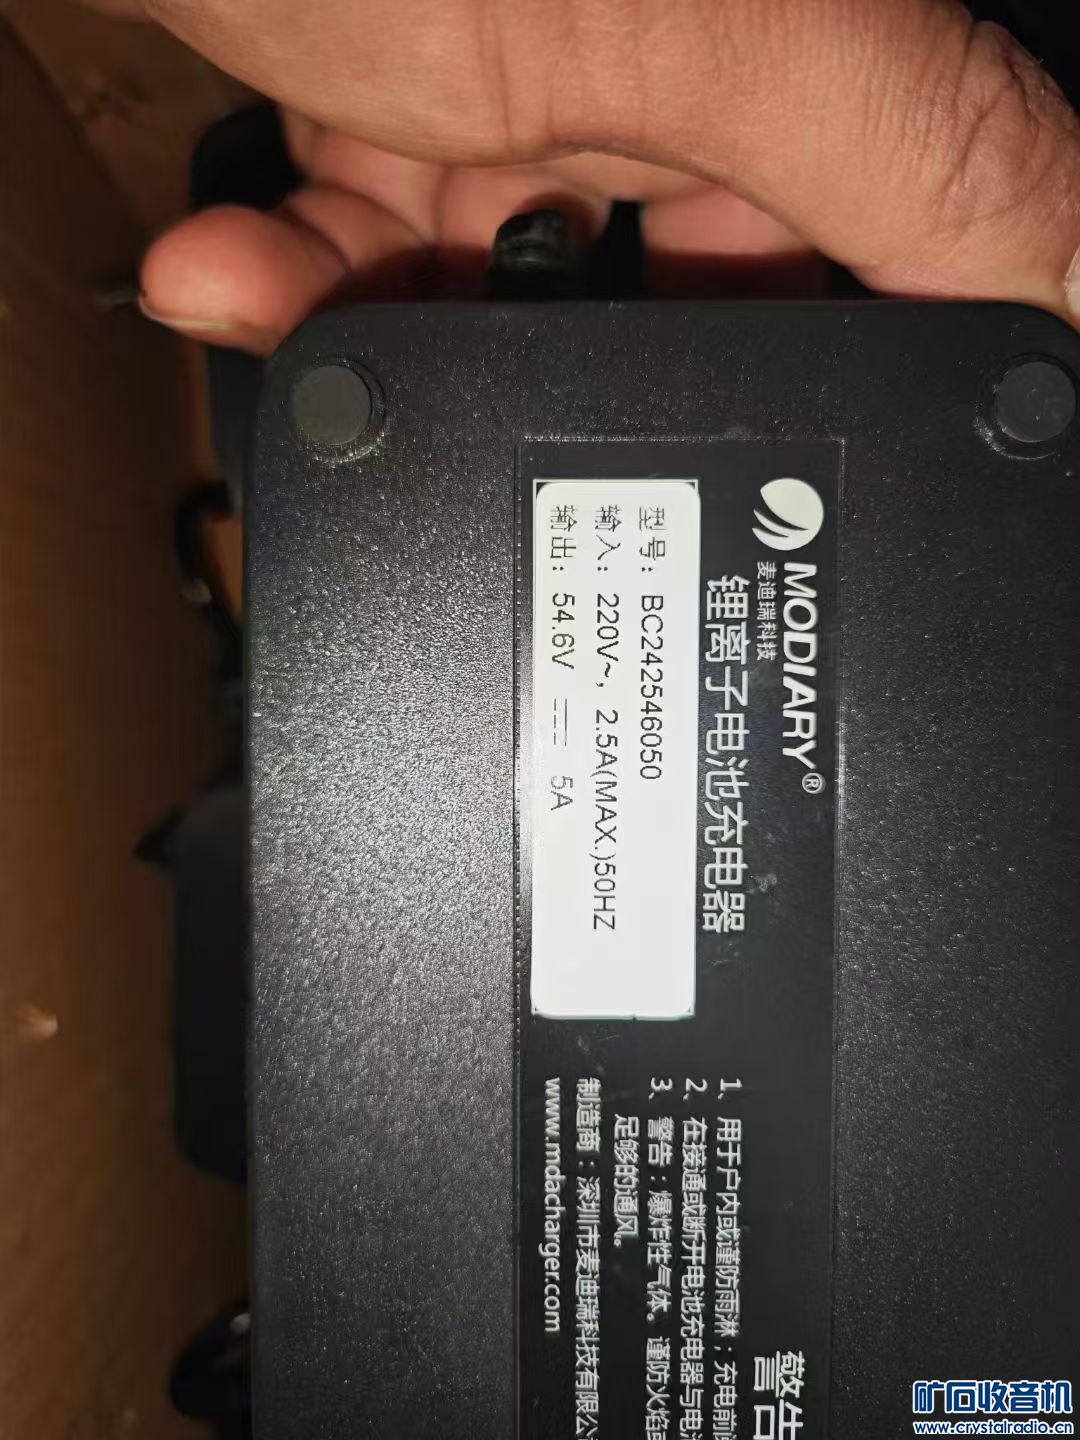 MODIARY®
麦迪瑞科技
锂离子电池充电器
型号：BC242546050
输入：220V~, 2.5A(MAX.)50HZ
输出：54.6V ⎓ 5A
警告
1、用于户内或谨防雨淋；充电前
2、在接通或断开电池充电器与电
3、警告：爆炸性气体。谨防火焰或
足够的通风。
制造商：深圳市麦迪瑞科技有限公
www.mdacharger.com
矿石收音机
www.crystalradio.cn